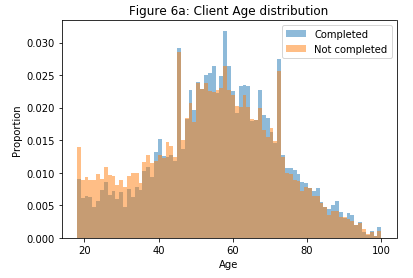 Figure 6a: Client Age distribution
Completed
Not completed
Proportion
0.030
0.025
0.020
0.015
0.010
0.005
0.000
20 40 60 80 100
Age